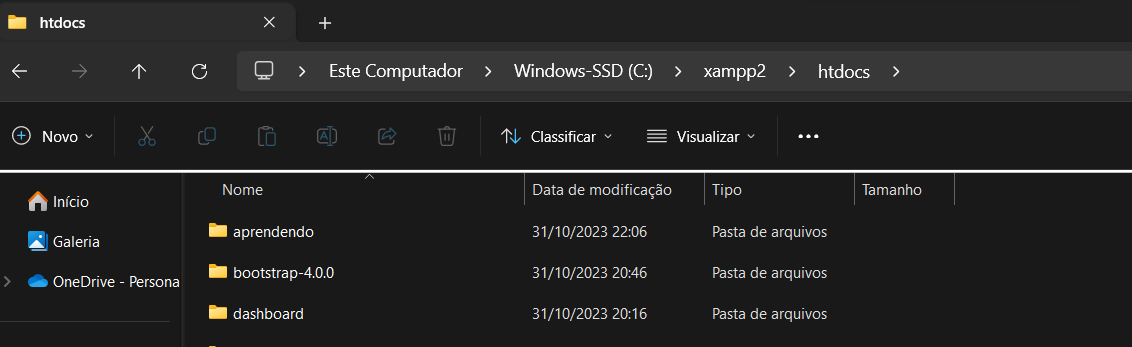 htdocs
Este Computador Windows-SSD (C:) xampp2 htdocs
Novo Classificar Visualizar
Nome Data de modificação Tipo Tamanho
Início
Galeria
OneDrive - Persona
aprendendo 31/10/2023 22:06 Pasta de arquivos
bootstrap-4.0.0 31/10/2023 20:46 Pasta de arquivos
dashboard 31/10/2023 20:16 Pasta de arquivos